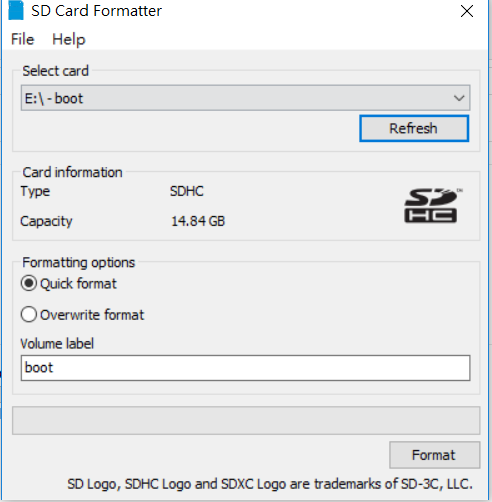 SD Card Formatter
File Help
Select card
E:\ - boot
Refresh
Card information
Type SDHC
Capacity 14.84 GB
SD
HC
TM
Formatting options
Quick format
Overwrite format
Volume label
boot
Format
SD Logo, SDHC Logo and SDXC Logo are trademarks of SD-3C, LLC.